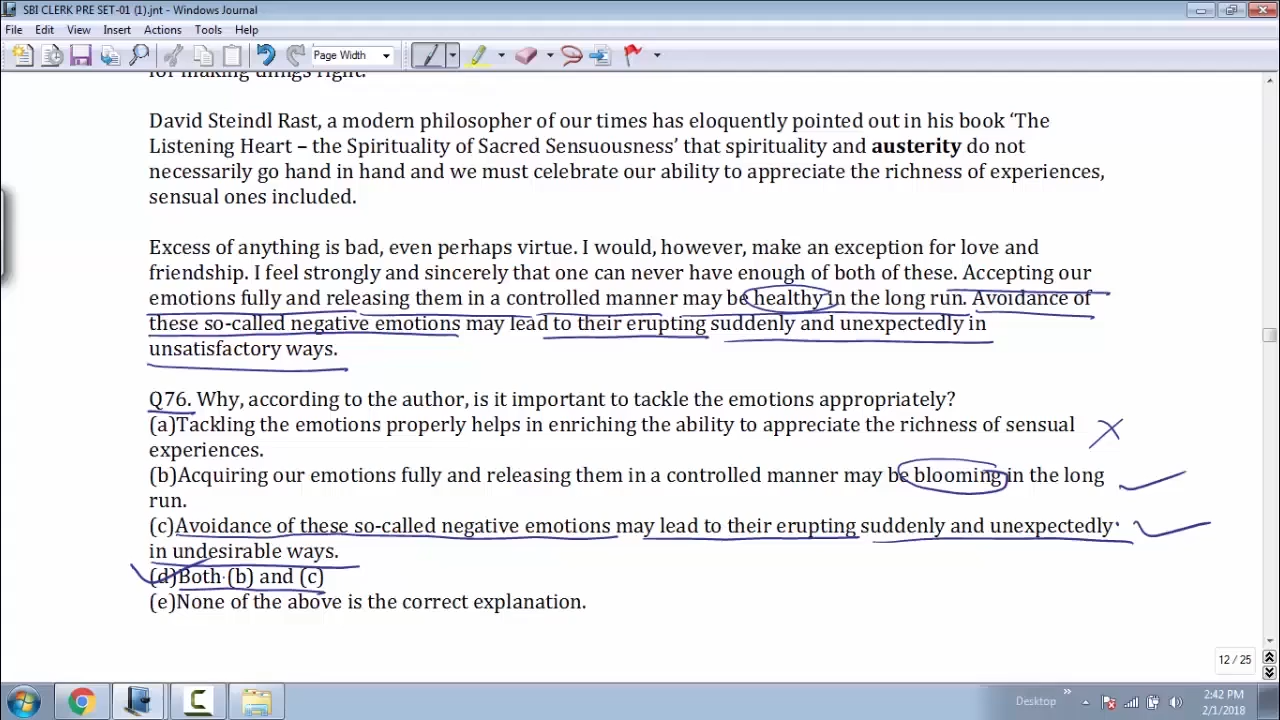 SBI CLERK PRE SET-01 (1).jnt - Windows Journal
File Edit View Insert Actions Tools Help
Page Width
for making things right.
David Steindl Rast, a modern philosopher of our times has eloquently pointed out in his book ‘The
Listening Heart – the Spirituality of Sacred Sensuousness’ that spirituality and austerity do not
necessarily go hand in hand and we must celebrate our ability to appreciate the richness of experiences,
sensual ones included.
Excess of anything is bad, even perhaps virtue. I would, however, make an exception for love and
friendship. I feel strongly and sincerely that one can never have enough of both of these. Accepting our
emotions fully and releasing them in a controlled manner may be healthy in the long run. Avoidance of
these so-called negative emotions may lead to their erupting suddenly and unexpectedly in
unsatisfactory ways.
Q76. Why, according to the author, is it important to tackle the emotions appropriately?
(a)Tackling the emotions properly helps in enriching the ability to appreciate the richness of sensual
experiences.
(b)Acquiring our emotions fully and releasing them in a controlled manner may be blooming in the long
run.
(c)Avoidance of these so-called negative emotions may lead to their erupting suddenly and unexpectedly
in undesirable ways.
(d)Both (b) and (c)
(e)None of the above is the correct explanation.
12 / 25
Desktop
2:42 PM
2/1/2018